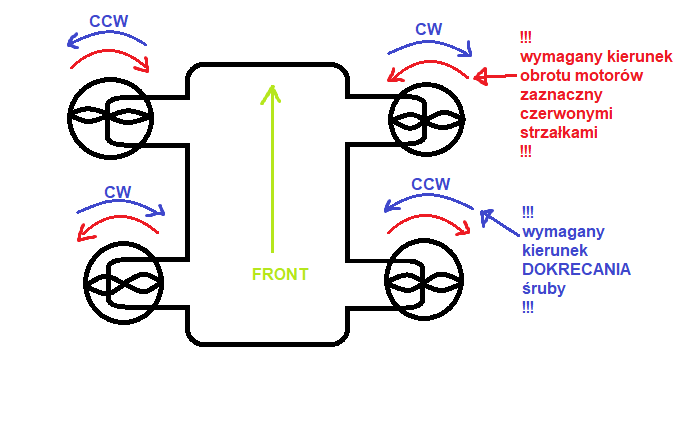 CCW
CW
!!!
wymagany kierunek
obrotu motorów
zaznaczny
czerwonymi
strzałkami
!!!
CW
CCW
!!!
wymagany
kierunek
DOKRECANIA
śruby
!!!
FRONT